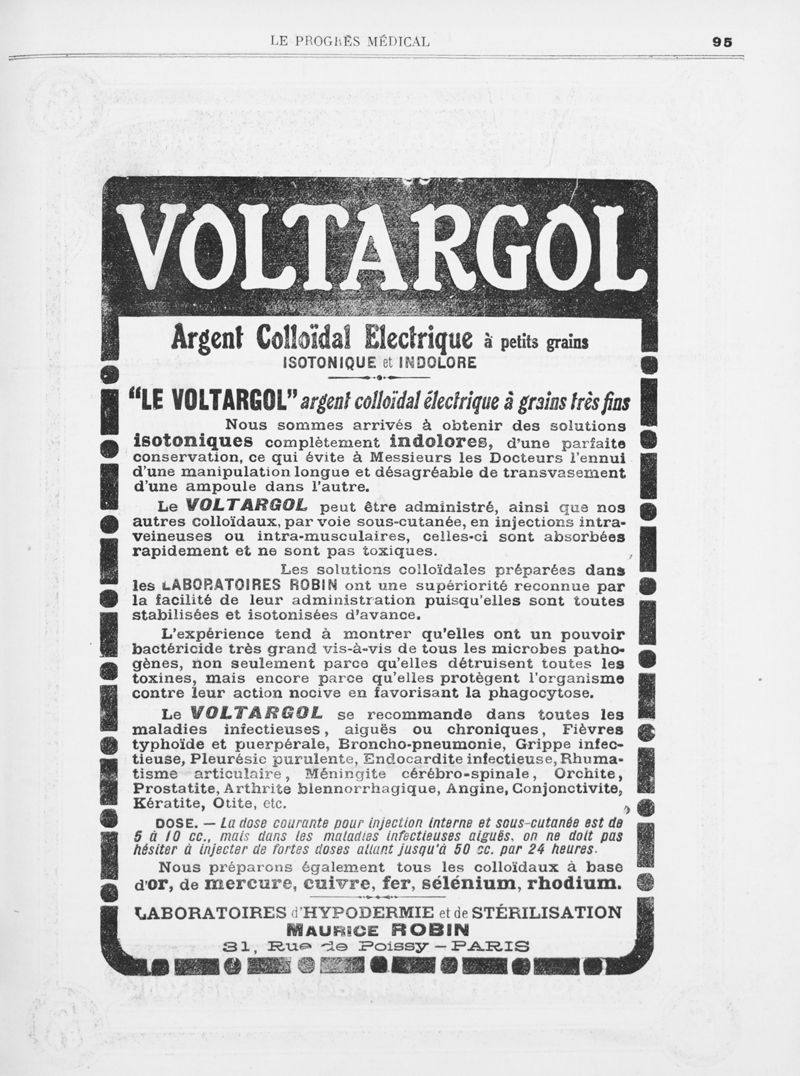 LE PROGRÈS MÉDICAL 95
VOLTARGOL
Argent Colloïdal Electrique à petits grains
ISOTONIQUE et INDOLORE
"LE VOLTARGOL" argent colloïdal électrique à grains très fins
Nous sommes arrivés à obtenir des solutions
isotoniques complètement indolores, d'une parfaite
conservation, ce qui évite à Messieurs les Docteurs l'ennui
d'une manipulation longue et désagréable de transvasement
d'une ampoule dans l'autre.
Le VOLTARGOL peut être administré, ainsi que nos
autres colloïdaux, par voie sous-cutanée, en injections intra-
veineuses ou intra-musculaires, celles-ci sont absorbées
rapidement et ne sont pas toxiques.
Les solutions colloïdales préparées dans
les LABORATOIRES ROBIN ont une supériorité reconnue par
la facilité de leur administration puisqu'elles sont toutes
stabilisées et isotonisées d'avance.
L'expérience tend à montrer qu'elles ont un pouvoir
bactéricide très grand vis-à-vis de tous les microbes patho-
gènes, non seulement parce qu'elles détruisent toutes les
toxines, mais encore parce qu'elles protègent l'organisme
contre leur action nocive en favorisant la phagocytose.
Le VOLTARGOL se recommande dans toutes les
maladies infectieuses, aiguës ou chroniques, Fièvres
typhoïde et puerpérale, Broncho-pneumonie, Grippe infec-
tieuse, Pleurésie purulente, Endocardite infectieuse, Rhuma-
tisme articulaire, Méningite cérébro-spinale, Orchite,
Prostatite, Arthrite blennorrhagique, Angine, Conjonctivite,
Kératite, Otite, etc.
DOSE. — La dose courante pour injection interne et sous-cutanée est de
5 à 10 cc., mais dans les maladies infectieuses aiguës, on ne doit pas
hésiter à injecter de fortes doses allant jusqu'à 50 cc. par 24 heures.
Nous préparons également tous les colloïdaux à base
d'or, de mercure, cuivre, fer, sélénium, rhodium.
LABORATOIRES d'HYPODERMIE et de STÉRILISATION
MAURICE ROBIN
31, Rue de Poissy — PARIS